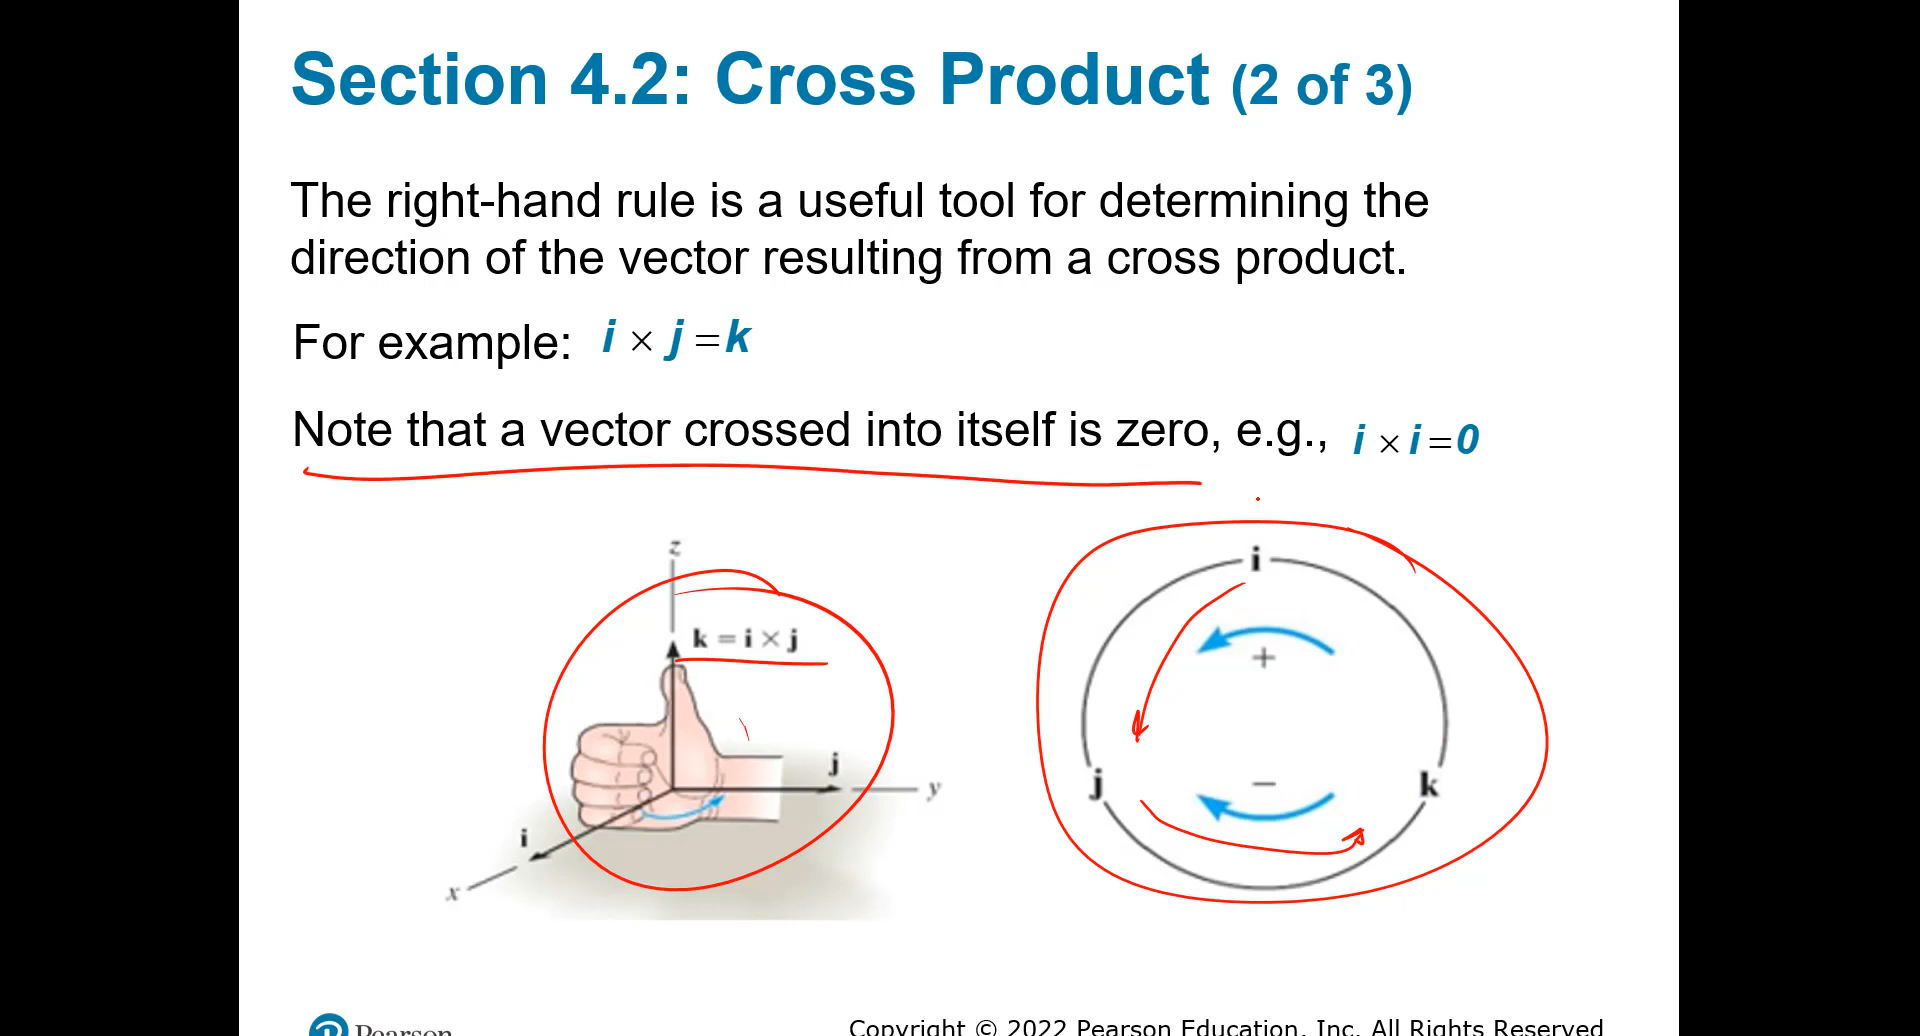 Section 4.2: Cross Product (2 of 3)
The right-hand rule is a useful tool for determining the
direction of the vector resulting from a cross product.
For example: i × j = k
Note that a vector crossed into itself is zero, e.g., i × i = 0
z
k = i × j
j
y
i
x
i
+
j
−
k
Pearson
Copyright © 2022 Pearson Education, Inc. All Rights Reserved